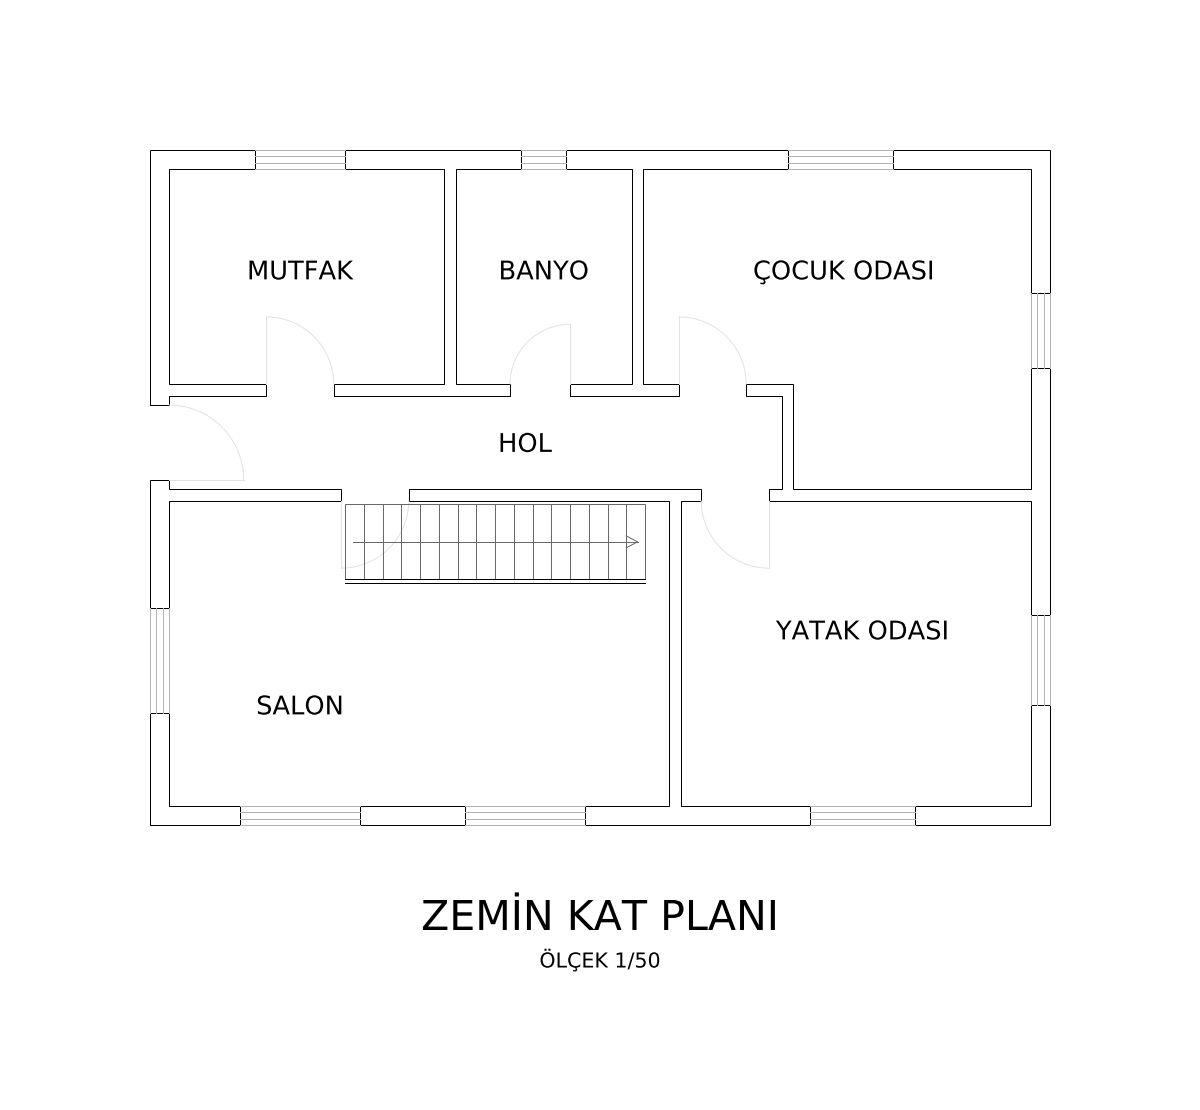 MUTFAK
BANYO
ÇOCUK ODASI
HOL
YATAK ODASI
SALON
ZEMİN KAT PLANI
ÖLÇEK 1/50